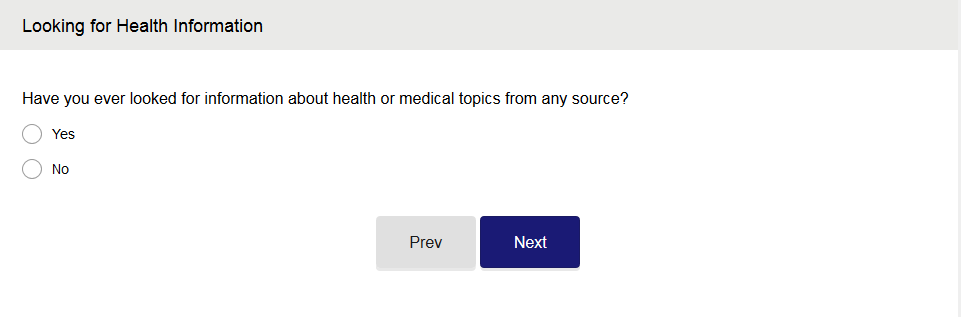 Looking for Health Information
Have you ever looked for information about health or medical topics from any source?
Yes
No
Prev
Next